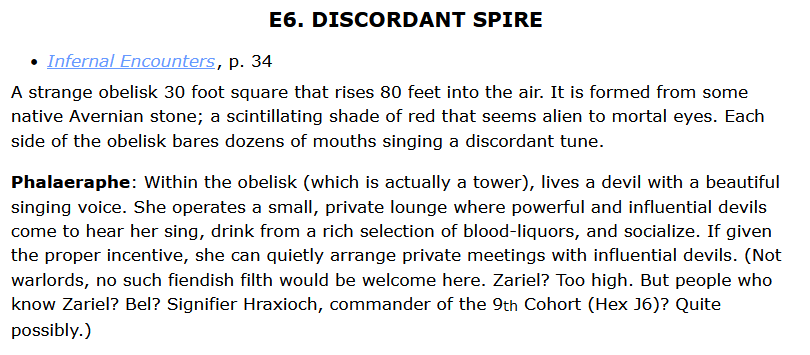 E6. DISCORDANT SPIRE
• Infernal Encounters, p. 34
A strange obelisk 30 foot square that rises 80 feet into the air. It is formed from some
native Avernian stone; a scintillating shade of red that seems alien to mortal eyes. Each
side of the obelisk bares dozens of mouths singing a discordant tune.
Phalaeraphe: Within the obelisk (which is actually a tower), lives a devil with a beautiful
singing voice. She operates a small, private lounge where powerful and influential devils
come to hear her sing, drink from a rich selection of blood-liquors, and socialize. If given
the proper incentive, she can quietly arrange private meetings with influential devils. (Not
warlords, no such fiendish filth would be welcome here. Zariel? Too high. But people who
know Zariel? Bel? Signifier Hraxioch, commander of the 9th Cohort (Hex J6)? Quite
possibly.)